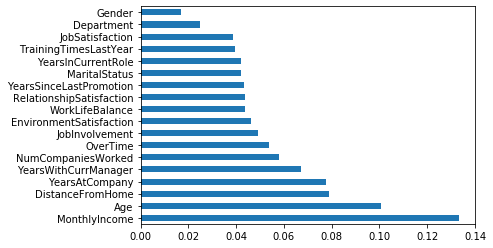 Gender
Department
JobSatisfaction
TrainingTimesLastYear
YearsInCurrentRole
MaritalStatus
YearsSinceLastPromotion
RelationshipSatisfaction
WorkLifeBalance
EnvironmentSatisfaction
JobInvolvement
OverTime
NumCompaniesWorked
YearsWithCurrManager
YearsAtCompany
DistanceFromHome
Age
MonthlyIncome
0.00 0.02 0.04 0.06 0.08 0.10 0.12 0.14